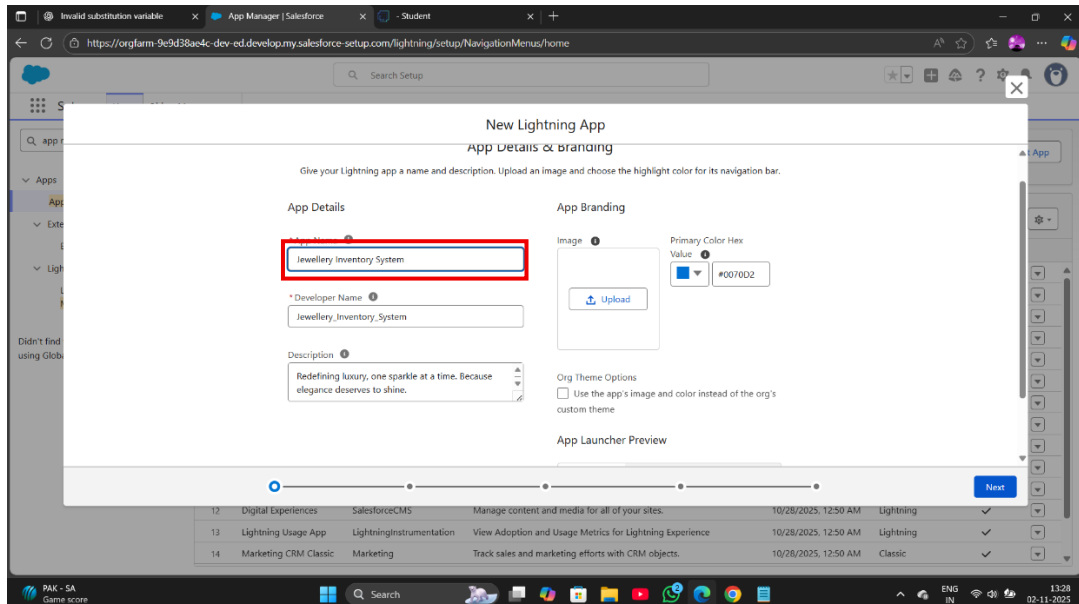 Invalid substitution variable
App Manager | Salesforce
- Student
https://orgfarm-9e9d38ae4c-dev-ed.develop.my.salesforce-setup.com/lightning/setup/NavigationMenus/home
Search Setup
New Lightning App
App Details & Branding
Give your Lightning app a name and description. Upload an image and choose the highlight color for its navigation bar.
App Details
App Branding
* App Name
Jewellery Inventory System
* Developer Name
Jewellery_Inventory_System
Description
Redefining luxury, one sparkle at a time. Because
elegance deserves to shine.
Image
Upload
Primary Color Hex
Value
#0070D2
Org Theme Options
Use the app's image and color instead of the org's
custom theme
App Launcher Preview
Next
app
Apps
App
Exte
Ligh
Didn't find
using Globa
t App
12 Digital Experiences SalesforceCMS Manage content and media for all of your sites. 10/28/2025, 12:50 AM Lightning
13 Lightning Usage App LightningInstrumentation View Adoption and Usage Metrics for Lightning Experience 10/28/2025, 12:50 AM Lightning
14 Marketing CRM Classic Marketing Track sales and marketing efforts with CRM objects. 10/28/2025, 12:50 AM Classic
PAK - SA
Game score
Search
ENG
IN
13:28
02-11-2025